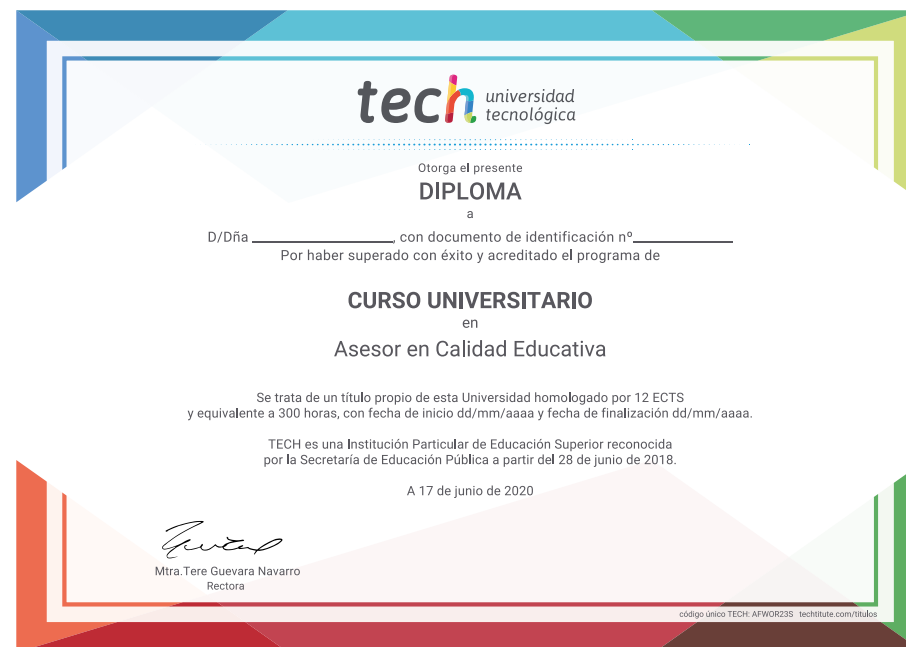 tech universidad
tecnológica
Otorga el presente
DIPLOMA
a
D/Dña ____________________, con documento de identificación nº______________
Por haber superado con éxito y acreditado el programa de
CURSO UNIVERSITARIO
en
Asesor en Calidad Educativa
Se trata de un título propio de esta Universidad homologado por 12 ECTS
y equivalente a 300 horas, con fecha de inicio dd/mm/aaaa y fecha de finalización dd/mm/aaaa.
TECH es una Institución Particular de Educación Superior reconocida
por la Secretaría de Educación Pública a partir del 28 de junio de 2018.
A 17 de junio de 2020
Mtra.Tere Guevara Navarro
Rectora
código único TECH: AFWOR23S techtitute.com/titulos